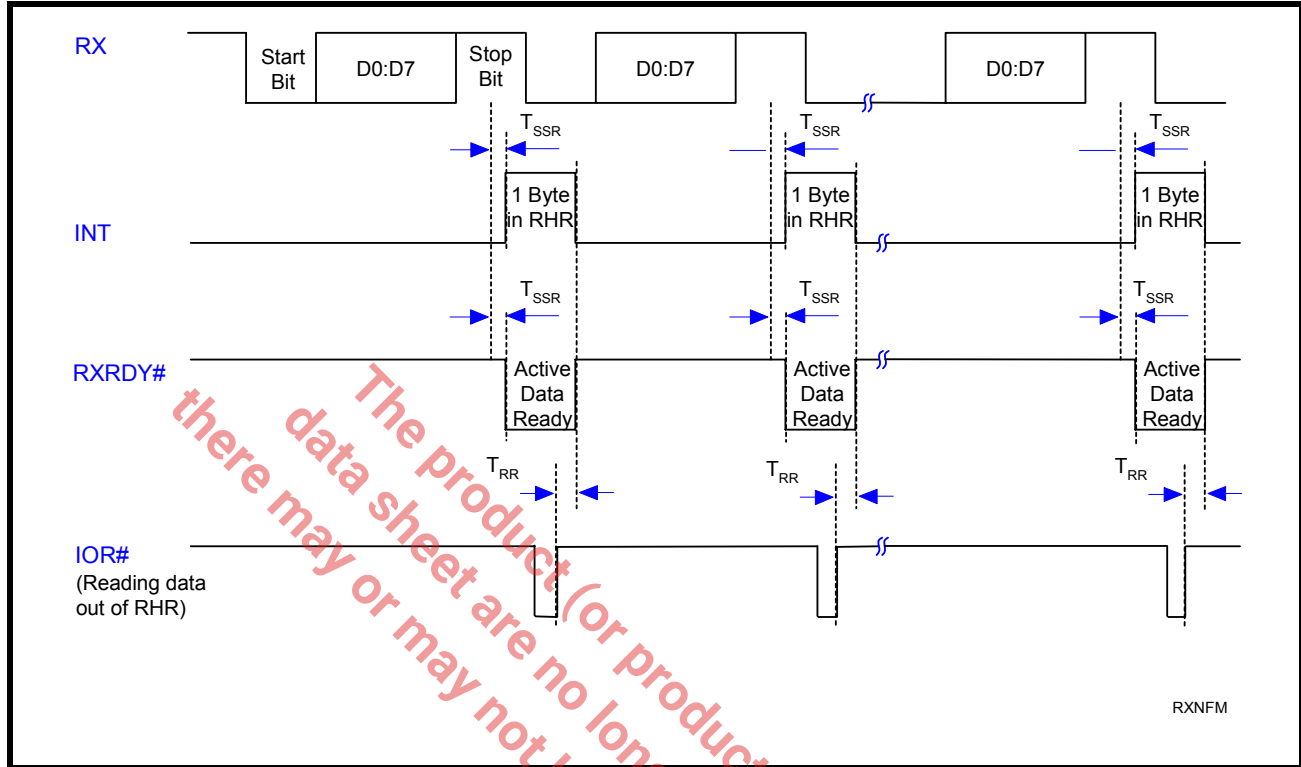 RX
Start
Bit
D0:D7
Stop
Bit
D0:D7
D0:D7
TSSR
TSSR
TSSR
INT
1 Byte
in RHR
1 Byte
in RHR
1 Byte
in RHR
TSSR
TSSR
TSSR
RXRDY#
Active
Data
Ready
Active
Data
Ready
Active
Data
Ready
TRR
TRR
TRR
IOR#
(Reading data
out of RHR)
The product (or product
data sheet are no long
there may or may not
RXNFM